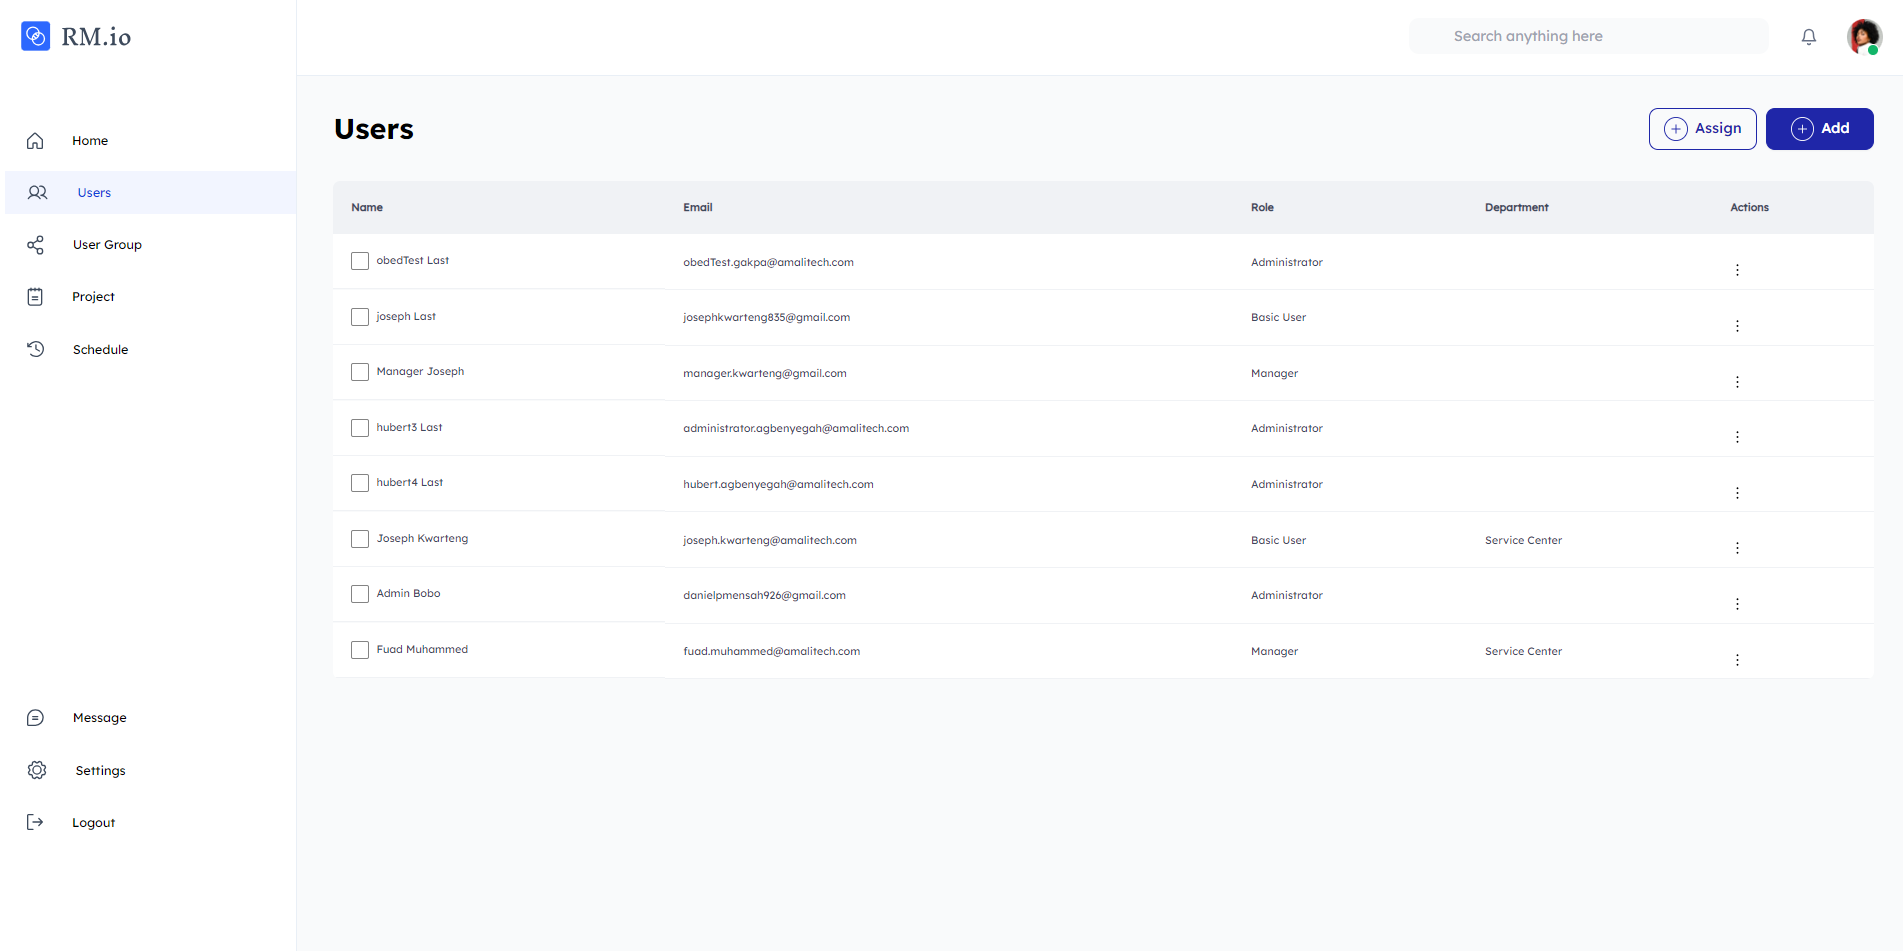 RM.io
Search anything here
Home
Users
User Group
Project
Schedule
Message
Settings
Logout
Users
Assign
Add
Name Email Role Department Actions
obedTest Last obedTest.gakpa@amalitech.com Administrator
joseph Last josephkwarteng835@gmail.com Basic User
Manager Joseph manager.kwarteng@gmail.com Manager
hubert3 Last administrator.agbenyegah@amalitech.com Administrator
hubert4 Last hubert.agbenyegah@amalitech.com Administrator
Joseph Kwarteng joseph.kwarteng@amalitech.com Basic User Service Center
Admin Bobo danielpmensah926@gmail.com Administrator
Fuad Muhammed fuad.muhammed@amalitech.com Manager Service Center